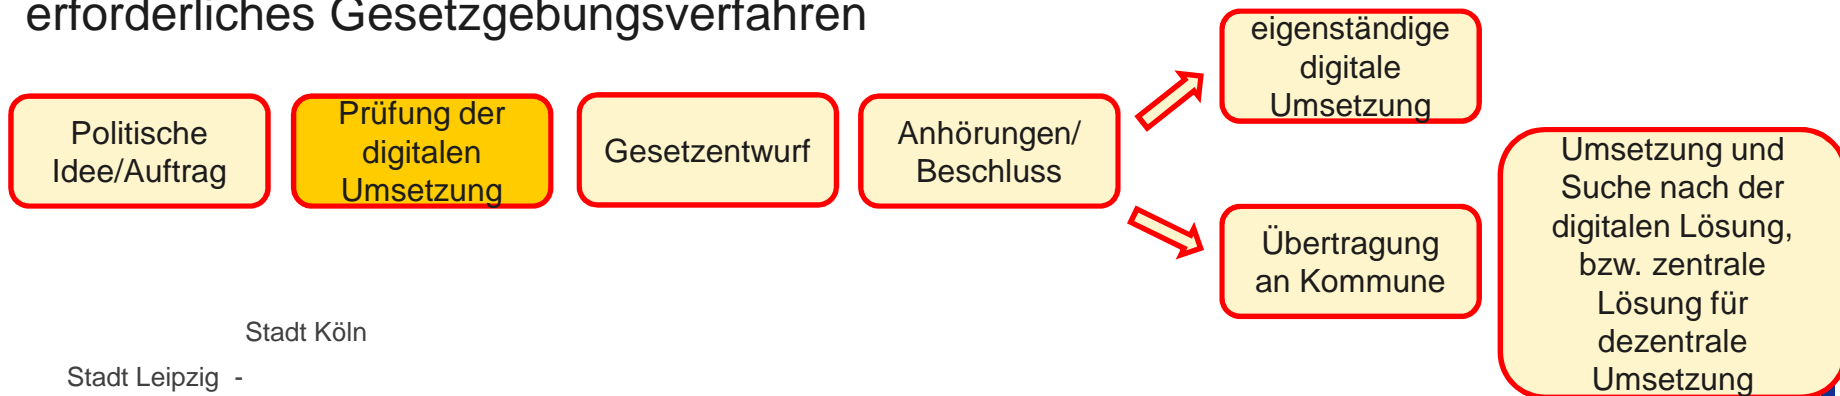 erforderliches Gesetzgebungsverfahren
Politische
Idee/Auftrag
Prüfung der
digitalen
Umsetzung
Gesetzentwurf
Anhörungen/
Beschluss
eigenständige
digitale
Umsetzung
Übertragung
an Kommune
Umsetzung und
Suche nach der
digitalen Lösung,
bzw. zentrale
Lösung für
dezentrale
Umsetzung
Stadt Köln
Stadt Leipzig -